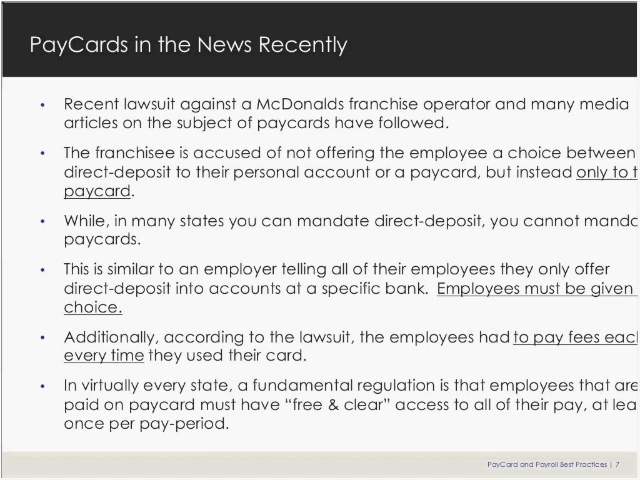 PayCards in the News Recently
• Recent lawsuit against a McDonalds franchise operator and many media
articles on the subject of paycards have followed.
• The franchisee is accused of not offering the employee a choice between
direct-deposit to their personal account or a paycard, but instead only to t
paycard.
• While, in many states you can mandate direct-deposit, you cannot manda
paycards.
• This is similar to an employer telling all of their employees they only offer
direct-deposit into accounts at a specific bank. Employees must be given
choice.
• Additionally, according to the lawsuit, the employees had to pay fees eac
every time they used their card.
• In virtually every state, a fundamental regulation is that employees that are
paid on paycard must have “free & clear” access to all of their pay, at lea
once per pay-period.
PayCard and Payroll Best Practices | 7